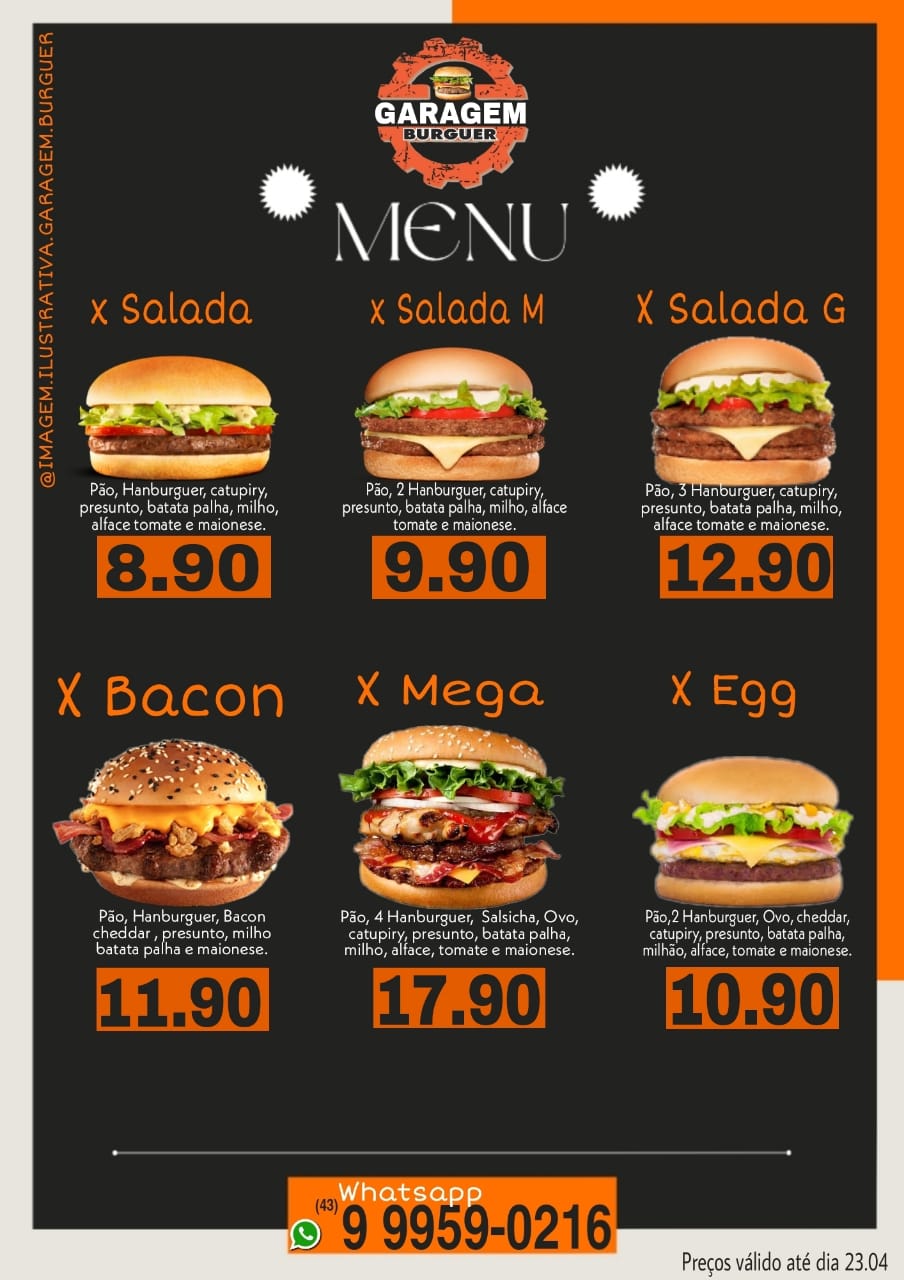 @IMAGEM.ILUSTRATIVA.GARAGEM.BURGUER
GARAGEM
BURGUER
MENU
x Salada
Pão, Hanburguer, catupiry,
presunto, batata palha, milho,
alface tomate e maionese.
8.90
x Salada M
Pão, 2 Hanburguer, catupiry,
presunto, batata palha, milho, alface
tomate e maionese.
9.90
X Salada G
Pão, 3 Hanburguer, catupiry,
presunto, batata palha, milho,
alface tomate e maionese.
12.90
X Bacon
Pão, Hanburguer, Bacon
cheddar , presunto, milho
batata palha e maionese.
11.90
X Mega
Pão, 4 Hanburguer, Salsicha, Ovo,
catupiry, presunto, batata palha,
milho, alface, tomate e maionese.
17.90
X Egg
Pão,2 Hanburguer, Ovo, cheddar,
catupiry, presunto, batata palha,
milhão, alface, tomate e maionese.
10.90
Whatsapp
(43) 9 9959-0216
Preços válido até dia 23.04